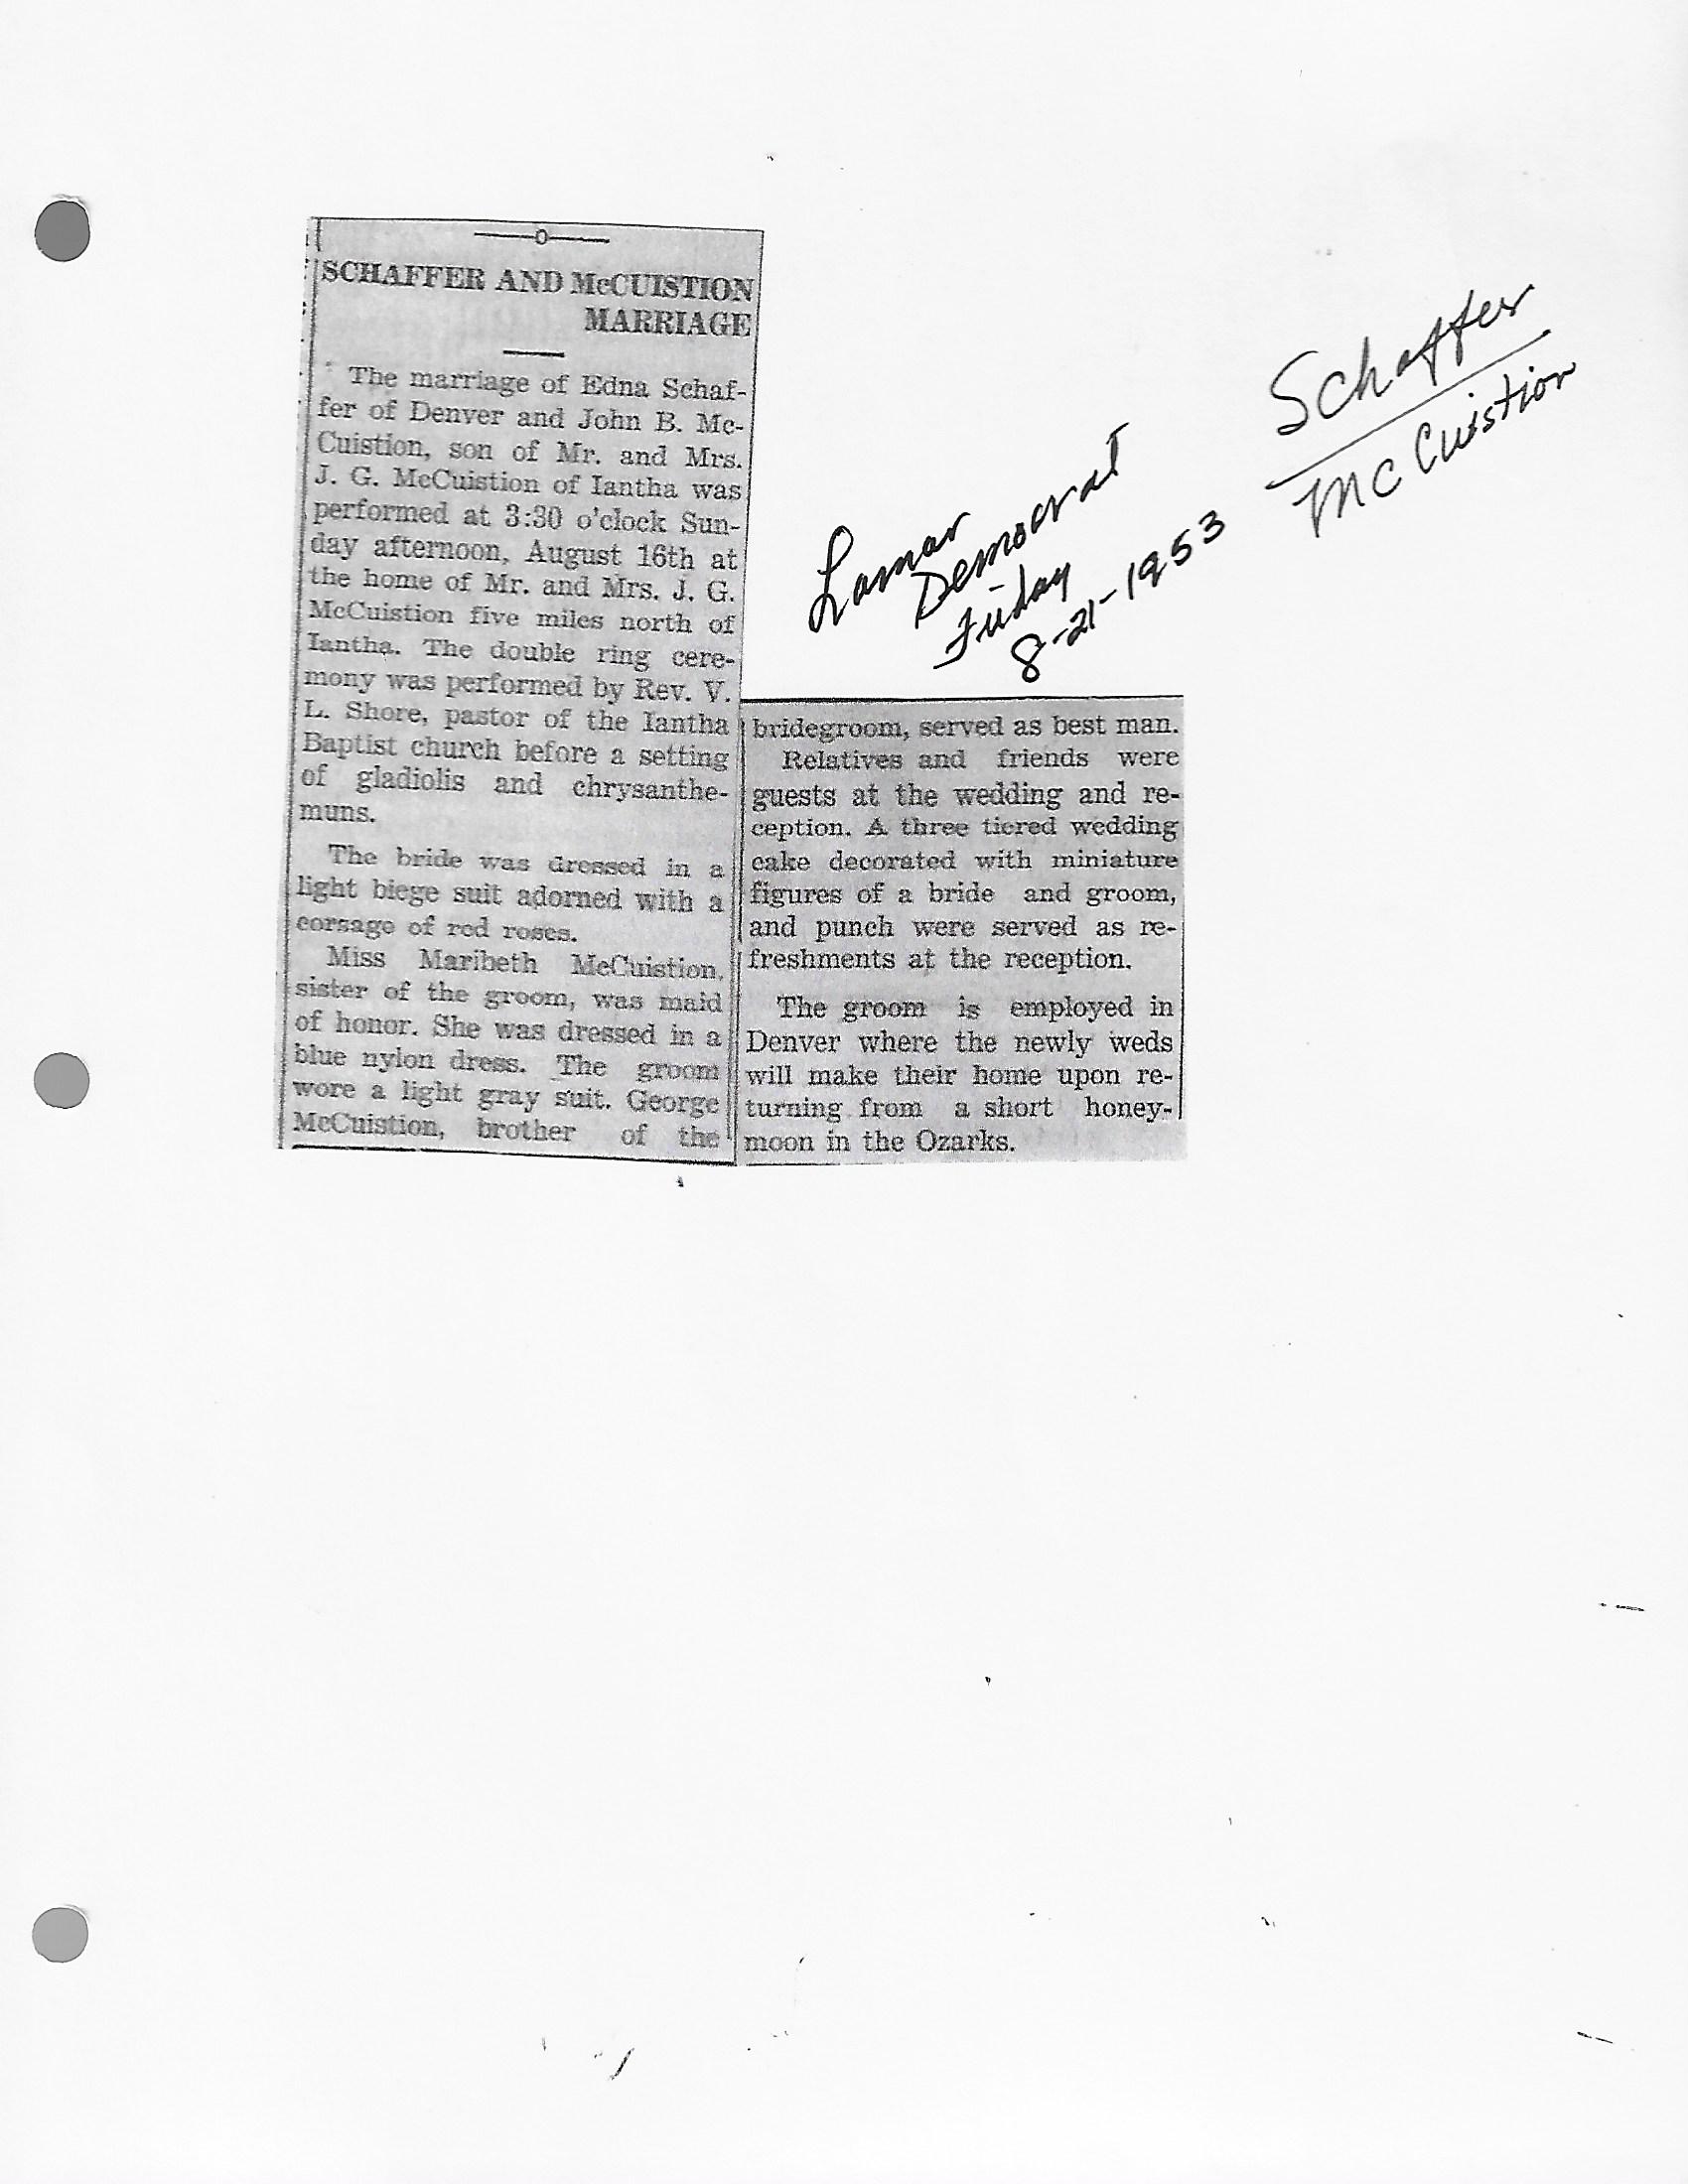 SCHAFFER AND McCUISTION
MARRIAGE
The marriage of Edna Schaf-
fer of Denver and John B. Mc-
Cuistion, son of Mr. and Mrs.
J. G. McCuistion of Iantha was
performed at 3:30 o'clock Sun-
day afternoon, August 16th at
the home of Mr. and Mrs. J. G.
McCuistion five miles north of
Iantha. The double ring cere-
mony was performed by Rev. V.
L. Shore, pastor of the Iantha
Baptist church before a setting
of gladiolis and chrysanthe-
muns.
The bride was dressed in a
light biege suit adorned with a
corsage of red roses.
Miss Maribeth McCuistion,
sister of the groom, was maid
of honor. She was dressed in a
blue nylon dress. The groom
wore a light gray suit. George
McCuistion, brother of the
bridegroom, served as best man.
Relatives and friends were
guests at the wedding and re-
ception. A three tiered wedding
cake decorated with miniature
figures of a bride and groom,
and punch were served as re-
freshments at the reception.
The groom is employed in
Denver where the newly weds
will make their home upon re-
turning from a short honey-
moon in the Ozarks.
Lamar
Democrat
Friday
8-21-1953
Schaffer
McCuistion